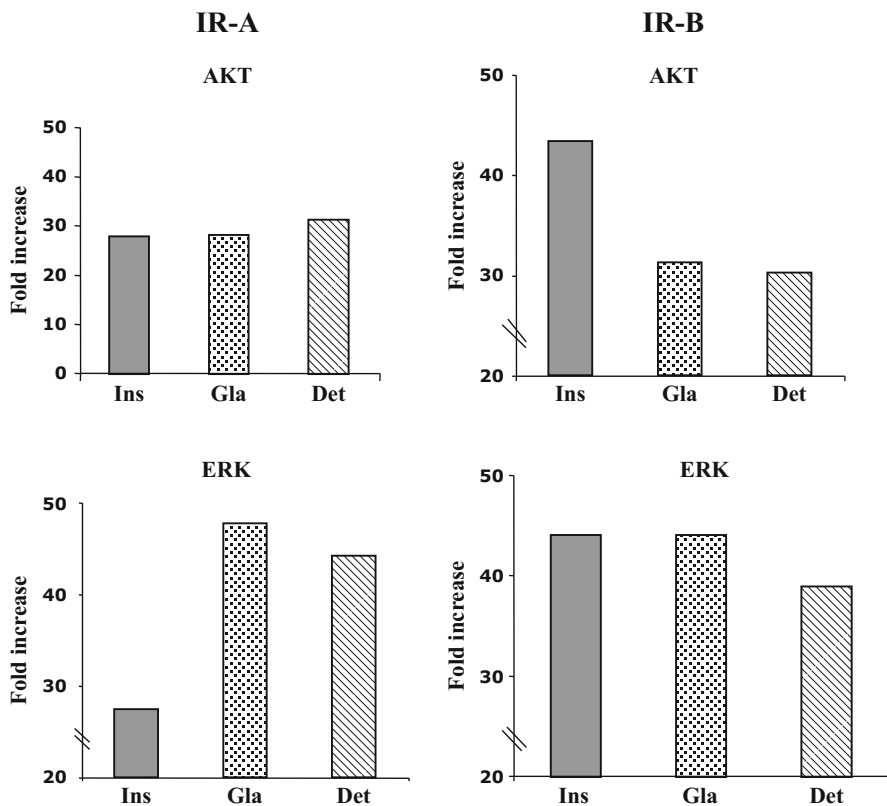 IR-A
IR-B
AKT
Fold increase
50
40
30
20
10
0
Ins Gla Det
AKT
Fold increase
50
40
30
20
Ins Gla Det
ERK
Fold increase
50
40
30
20
Ins Gla Det
ERK
Fold increase
50
40
30
20
Ins Gla Det